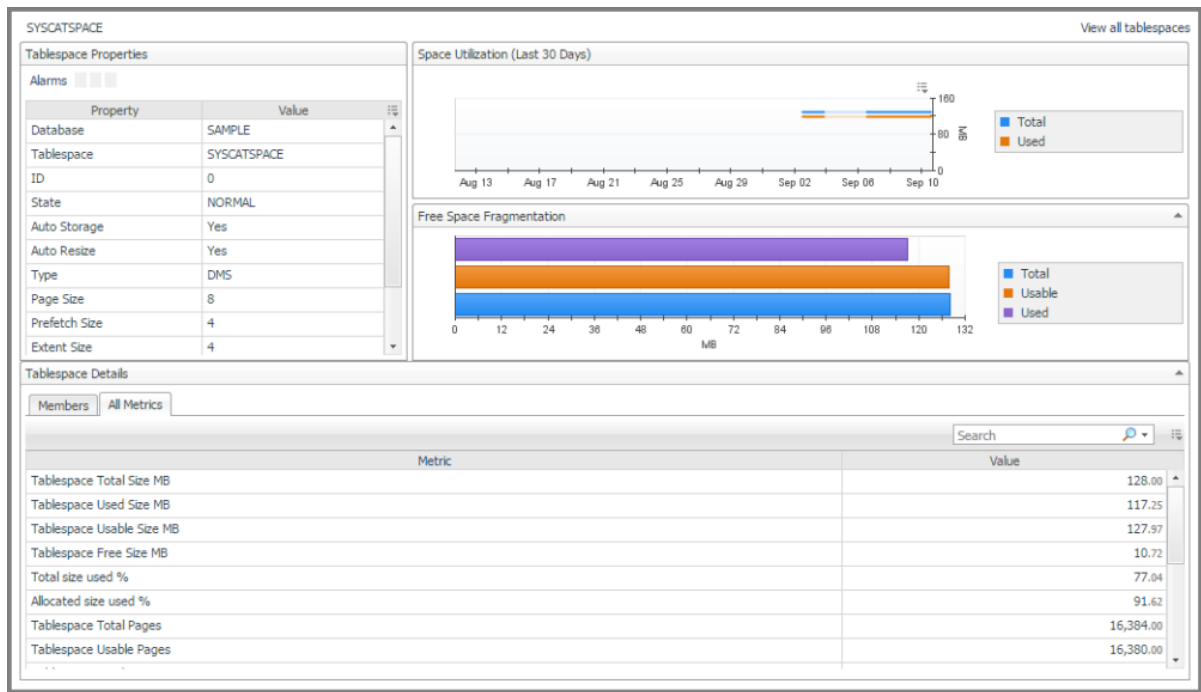 SYSCATSPACE View all tablespaces
Tablespace Properties
Alarms
Property Value
Database SAMPLE
Tablespace SYSCATSPACE
ID 0
State NORMAL
Auto Storage Yes
Auto Resize Yes
Type DMS
Page Size 8
Prefetch Size 4
Extent Size 4
Space Utilization (Last 30 Days)
160
80
0
MB
Aug 13 Aug 17 Aug 21 Aug 25 Aug 29 Sep 02 Sep 06 Sep 10
Total
Used
Free Space Fragmentation
0 12 24 36 48 60 72 84 96 108 120 132
MB
Total
Usable
Used
Tablespace Details
Members All Metrics
Search
Metric Value
Tablespace Total Size MB 128.00
Tablespace Used Size MB 117.25
Tablespace Usable Size MB 127.97
Tablespace Free Size MB 10.72
Total size used % 77.04
Allocated size used % 91.62
Tablespace Total Pages 16,384.00
Tablespace Usable Pages 16,380.00